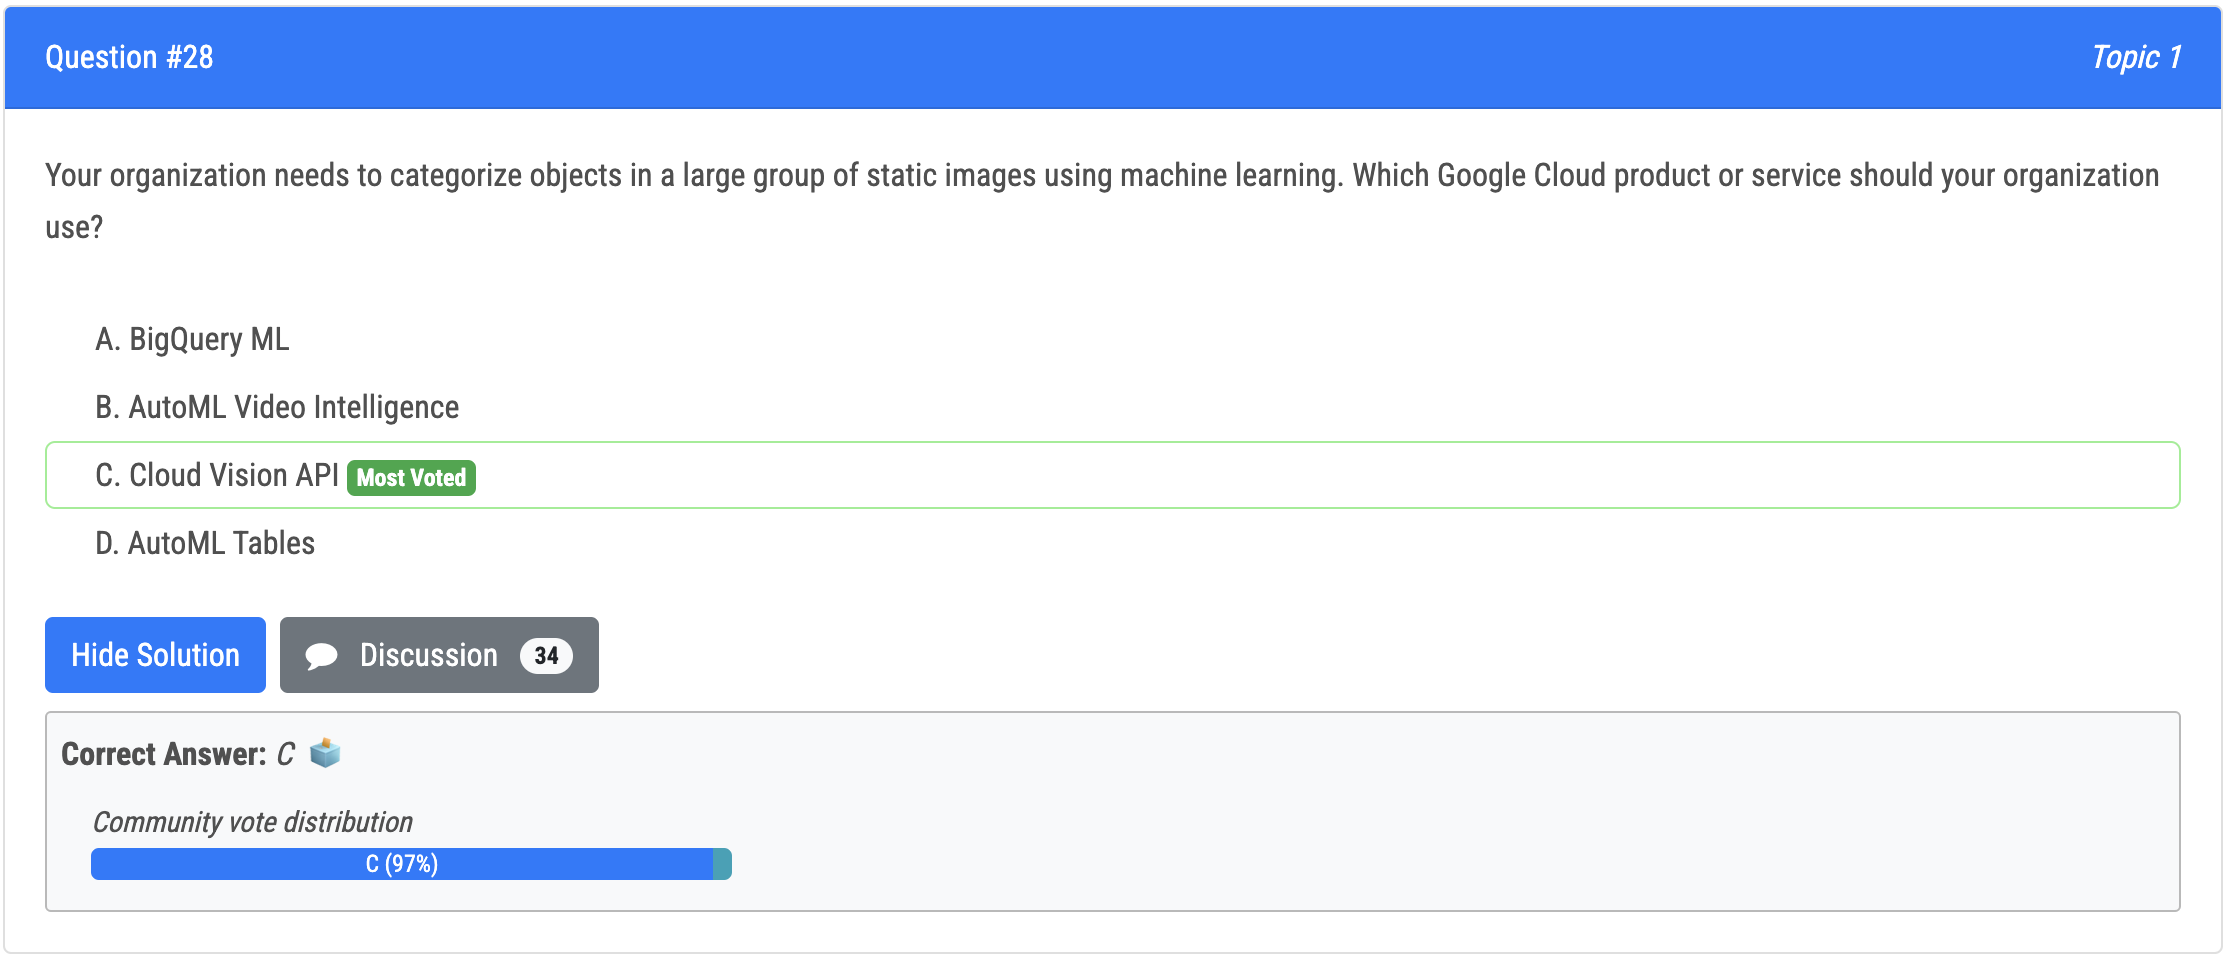 Question #28
Topic 1
Your organization needs to categorize objects in a large group of static images using machine learning. Which Google Cloud product or service should your organization
use?
A. BigQuery ML
B. AutoML Video Intelligence
C. Cloud Vision API Most Voted
D. AutoML Tables
Hide Solution
Discussion 34
Correct Answer: C
Community vote distribution
C (97%)